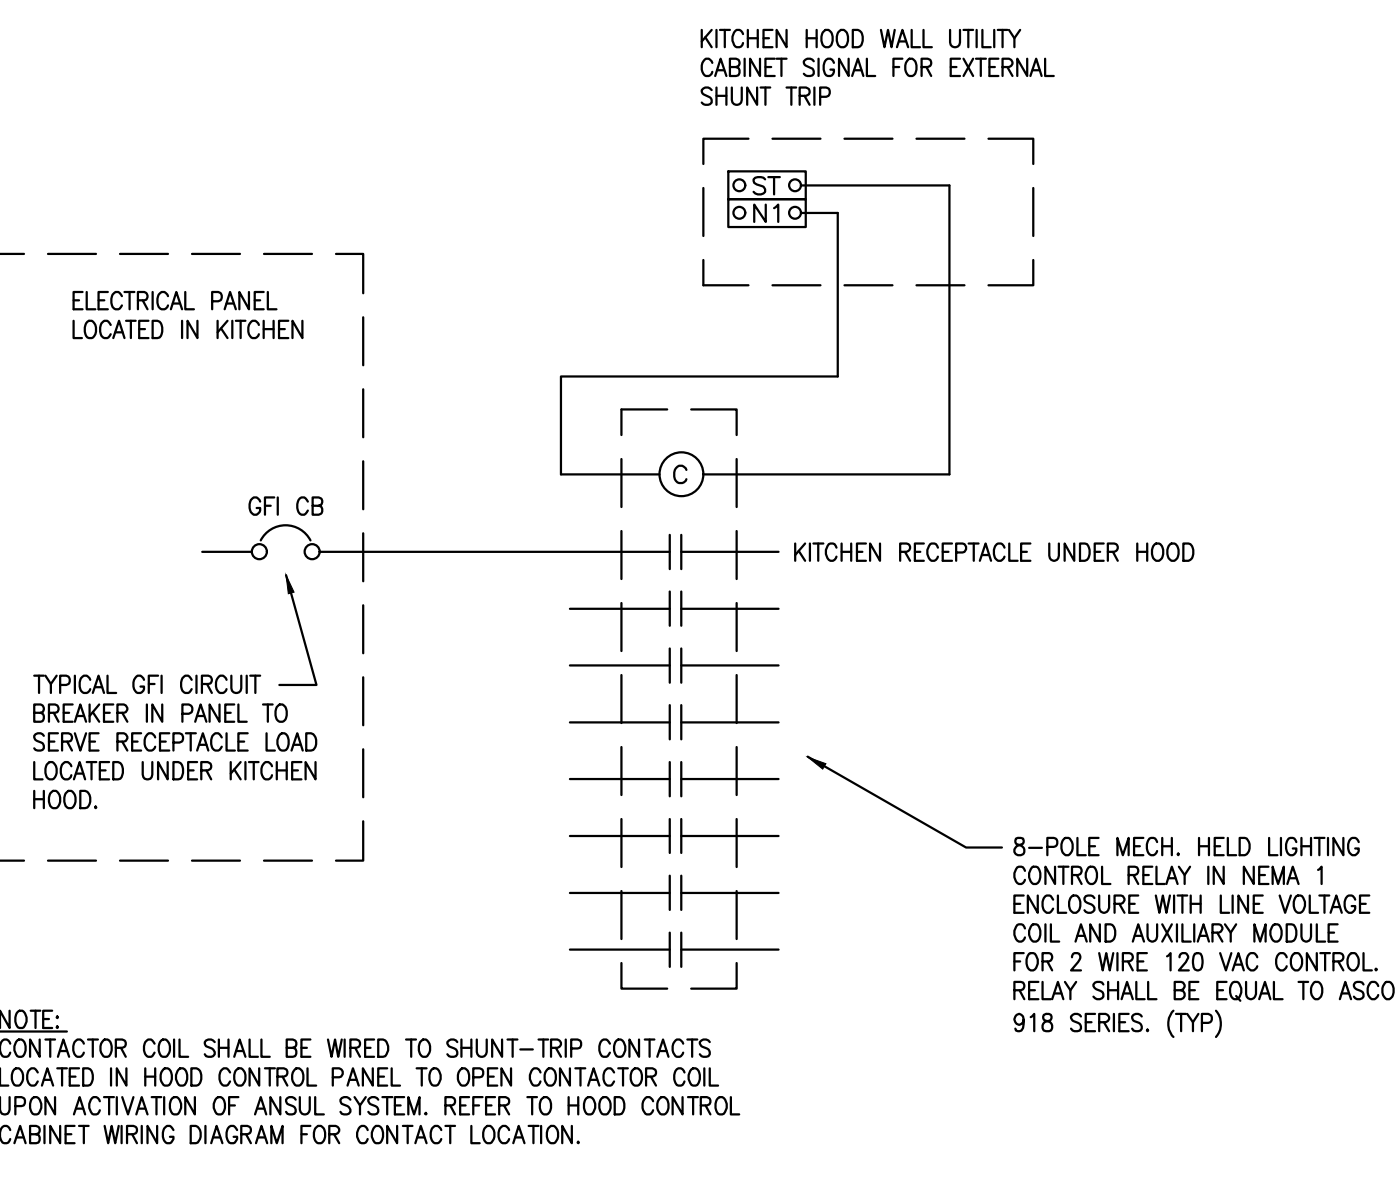 KITCHEN HOOD WALL UTILITY
CABINET SIGNAL FOR EXTERNAL
SHUNT TRIP
ST
N1
ELECTRICAL PANEL
LOCATED IN KITCHEN
C
GFI CB
KITCHEN RECEPTACLE UNDER HOOD
TYPICAL GFI CIRCUIT
BREAKER IN PANEL TO
SERVE RECEPTACLE LOAD
LOCATED UNDER KITCHEN
HOOD.
8-POLE MECH. HELD LIGHTING
CONTROL RELAY IN NEMA 1
ENCLOSURE WITH LINE VOLTAGE
COIL AND AUXILIARY MODULE
FOR 2 WIRE 120 VAC CONTROL.
RELAY SHALL BE EQUAL TO ASCO
918 SERIES. (TYP)
NOTE:
CONTACTOR COIL SHALL BE WIRED TO SHUNT-TRIP CONTACTS
LOCATED IN HOOD CONTROL PANEL TO OPEN CONTACTOR COIL
UPON ACTIVATION OF ANSUL SYSTEM. REFER TO HOOD CONTROL
CABINET WIRING DIAGRAM FOR CONTACT LOCATION.